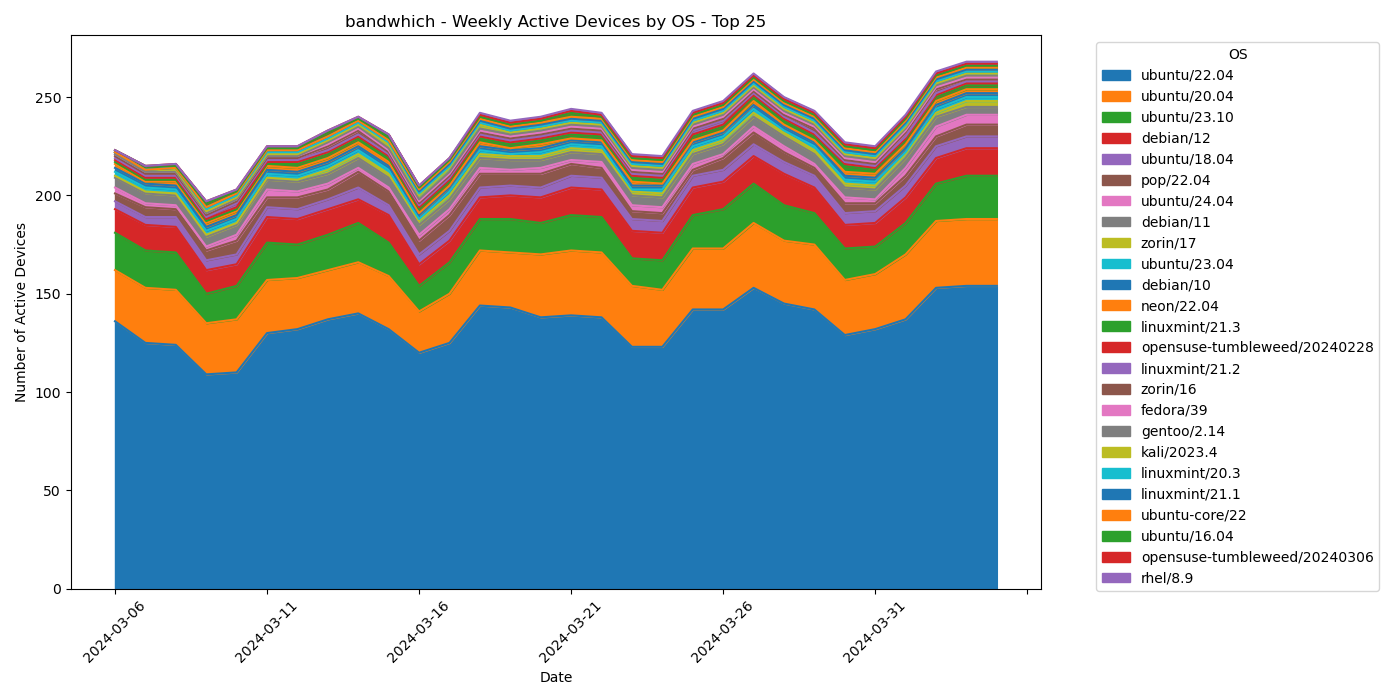 bandwhich - Weekly Active Devices by OS - Top 25
Number of Active Devices
250
200
150
100
50
0
2024-03-06
2024-03-11
2024-03-16
2024-03-21
2024-03-26
2024-03-31
Date
OS
ubuntu/22.04
ubuntu/20.04
ubuntu/23.10
debian/12
ubuntu/18.04
pop/22.04
ubuntu/24.04
debian/11
zorin/17
ubuntu/23.04
debian/10
neon/22.04
linuxmint/21.3
opensuse-tumbleweed/20240228
linuxmint/21.2
zorin/16
fedora/39
gentoo/2.14
kali/2023.4
linuxmint/20.3
linuxmint/21.1
ubuntu-core/22
ubuntu/16.04
opensuse-tumbleweed/20240306
rhel/8.9